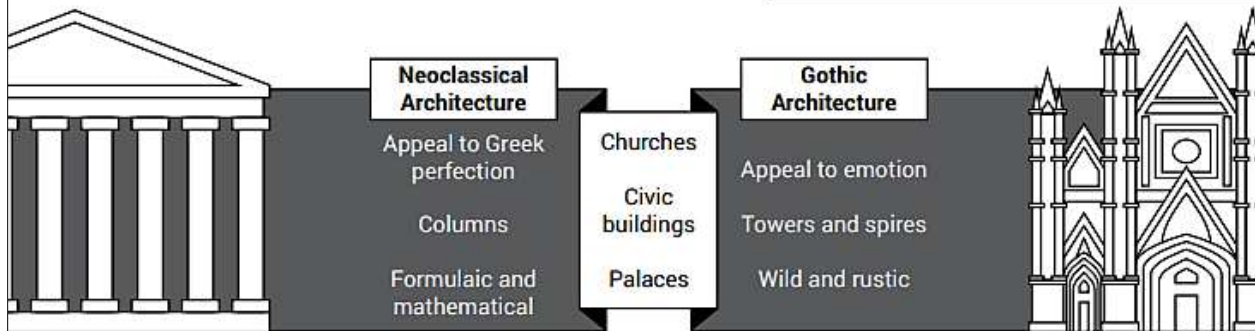 Neoclassical
Architecture
Appeal to Greek
perfection
Columns
Formulaic and
mathematical
Churches
Civic
buildings
Palaces
Gothic
Architecture
Appeal to emotion
Towers and spires
Wild and rustic